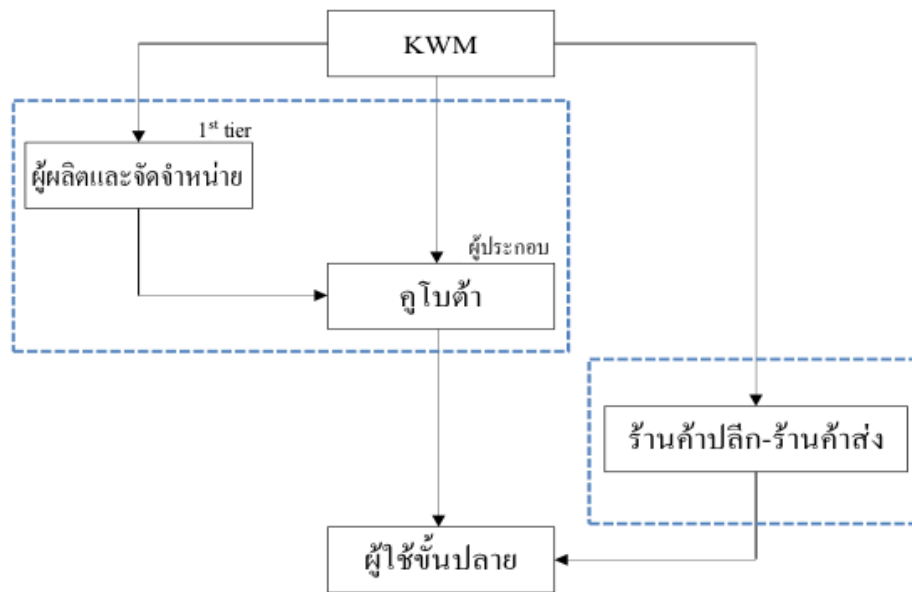 KWM
1st tier
ผู้ผลิตและจัดจำหน่าย
ผู้ประกอบ
คูโบต้า
ร้านค้าปลีก-ร้านค้าส่ง
ผู้ใช้ขั้นปลาย